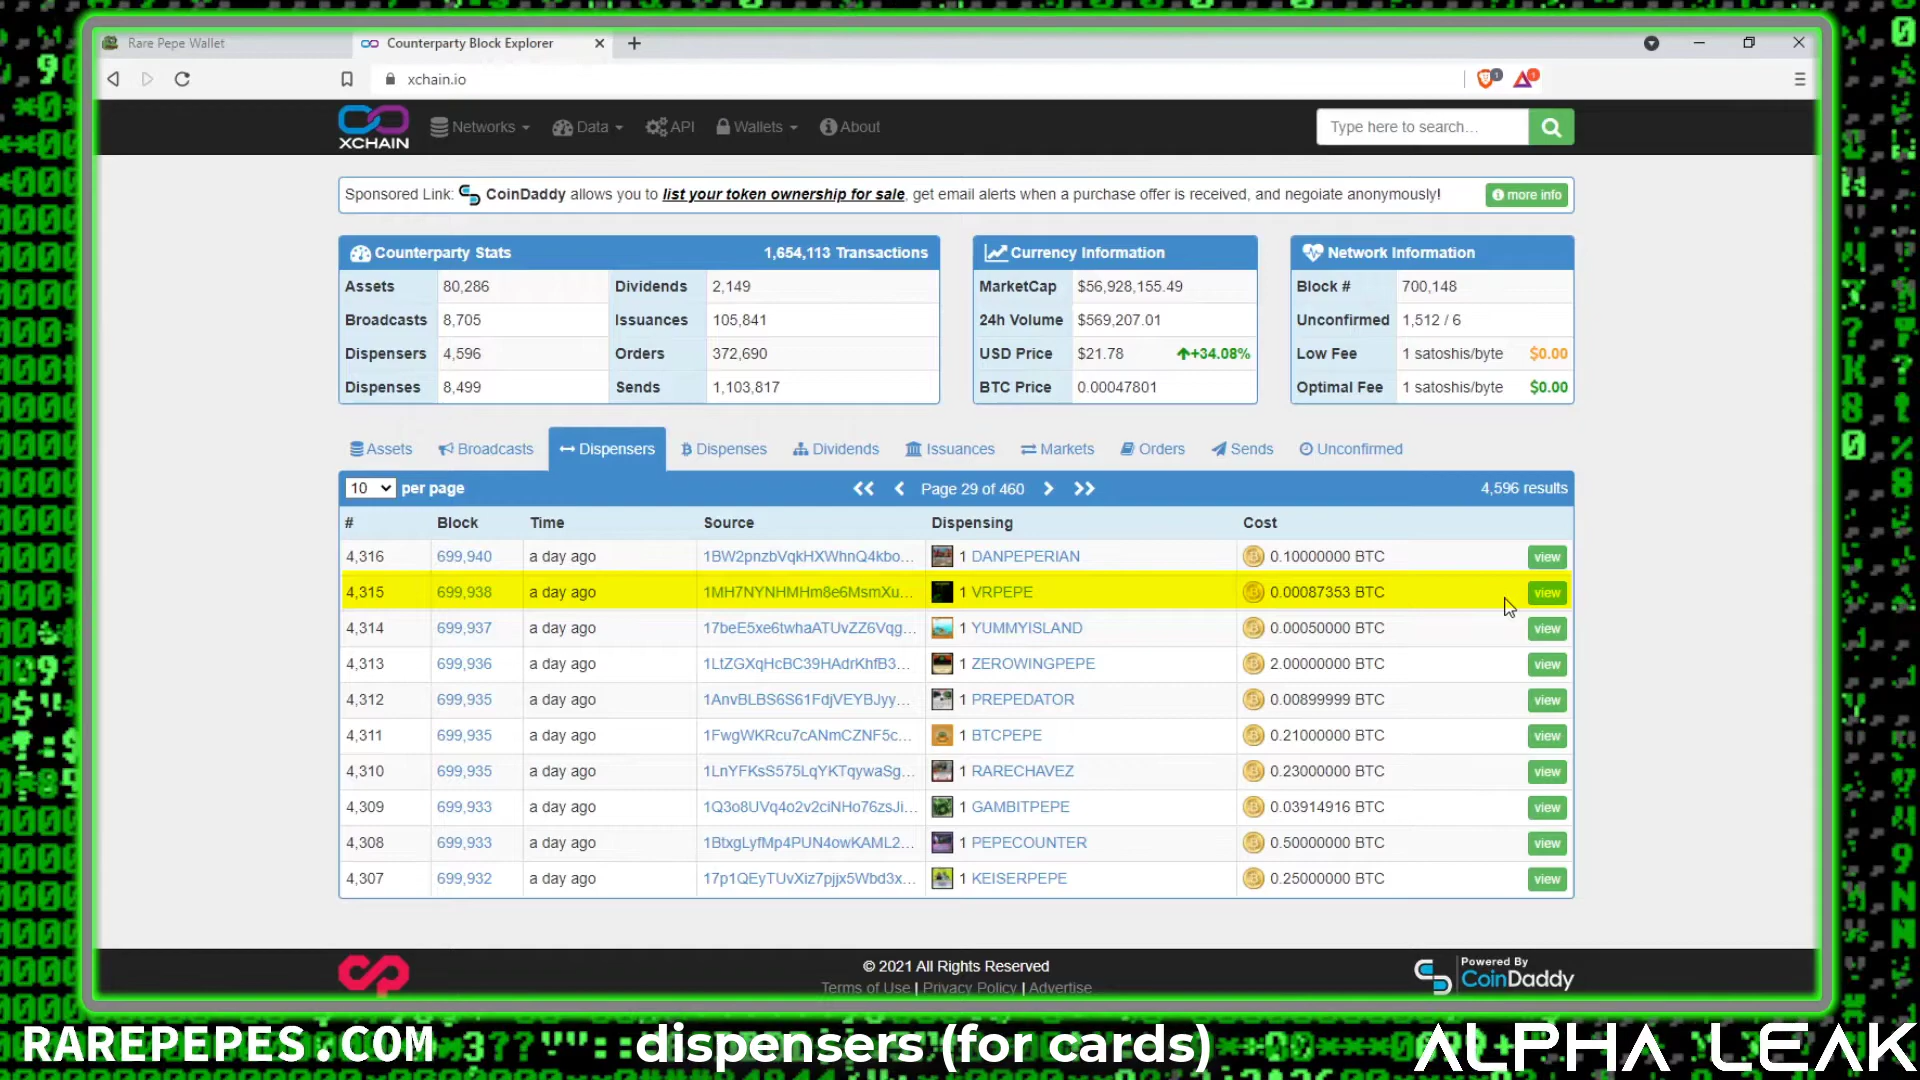 Rare Pepe Wallet
Counterparty Block Explorer
xchain.io
1
1
XCHAIN
Networks
Data
API
Wallets
About
Type here to search...
Sponsored Link: CoinDaddy allows you to list your token ownership for sale, get email alerts when a purchase offer is received, and negoiate anonymously!
more info
Counterparty Stats 1,654,113 Transactions
Assets 80,286 Dividends 2,149
Broadcasts 8,705 Issuances 105,841
Dispensers 4,596 Orders 372,690
Dispenses 8,499 Sends 1,103,817
Currency Information
MarketCap $56,928,155.49
24h Volume $569,207.01
USD Price $21.78 +34.08%
BTC Price 0.00047801
Network Information
Block # 700,148
Unconfirmed 1,512 / 6
Low Fee 1 satoshis/byte $0.00
Optimal Fee 1 satoshis/byte $0.00
Assets Broadcasts Dispensers Dispenses Dividends Issuances Markets Orders Sends Unconfirmed
10 per page Page 29 of 460 4,596 results
# Block Time Source Dispensing Cost
4,316 699,940 a day ago 1BW2pnzbVqkHXWhnQ4kbo... 1 DANPEPERIAN 0.10000000 BTC view
4,315 699,938 a day ago 1MH7NYNHMHm8e6MsmXu... 1 VRPEPE 0.00087353 BTC view
4,314 699,937 a day ago 17beE5xe6twhaATUvZZ6Vqg... 1 YUMMYISLAND 0.00050000 BTC view
4,313 699,936 a day ago 1LtZGXqHcBC39HAdrKhfB3... 1 ZEROWINGPEPE 2.00000000 BTC view
4,312 699,935 a day ago 1AnvBLBS6S61FdjVEYBJyy... 1 PREPEDATOR 0.00899999 BTC view
4,311 699,935 a day ago 1FwgWKRcu7cANmCZNF5c... 1 BTCPEPE 0.21000000 BTC view
4,310 699,935 a day ago 1LnYFKsS575LqYKTqywaSg... 1 RARECHAVEZ 0.23000000 BTC view
4,309 699,933 a day ago 1Q3o8UVq4o2v2ciNHo76zsJi... 1 GAMBITPEPE 0.03914916 BTC view
4,308 699,933 a day ago 1BtxgLyfMp4PUN4owKAML2... 1 PEPECOUNTER 0.50000000 BTC view
4,307 699,932 a day ago 17p1QEyTUvXiz7pjjx5Wbd3x... 1 KEISERPEPE 0.25000000 BTC view
© 2021 All Rights Reserved
Terms of Use | Privacy Policy | Advertise
Powered By
CoinDaddy
RAREPEPES.COM
dispensers (for cards)
ALPHA LEAK